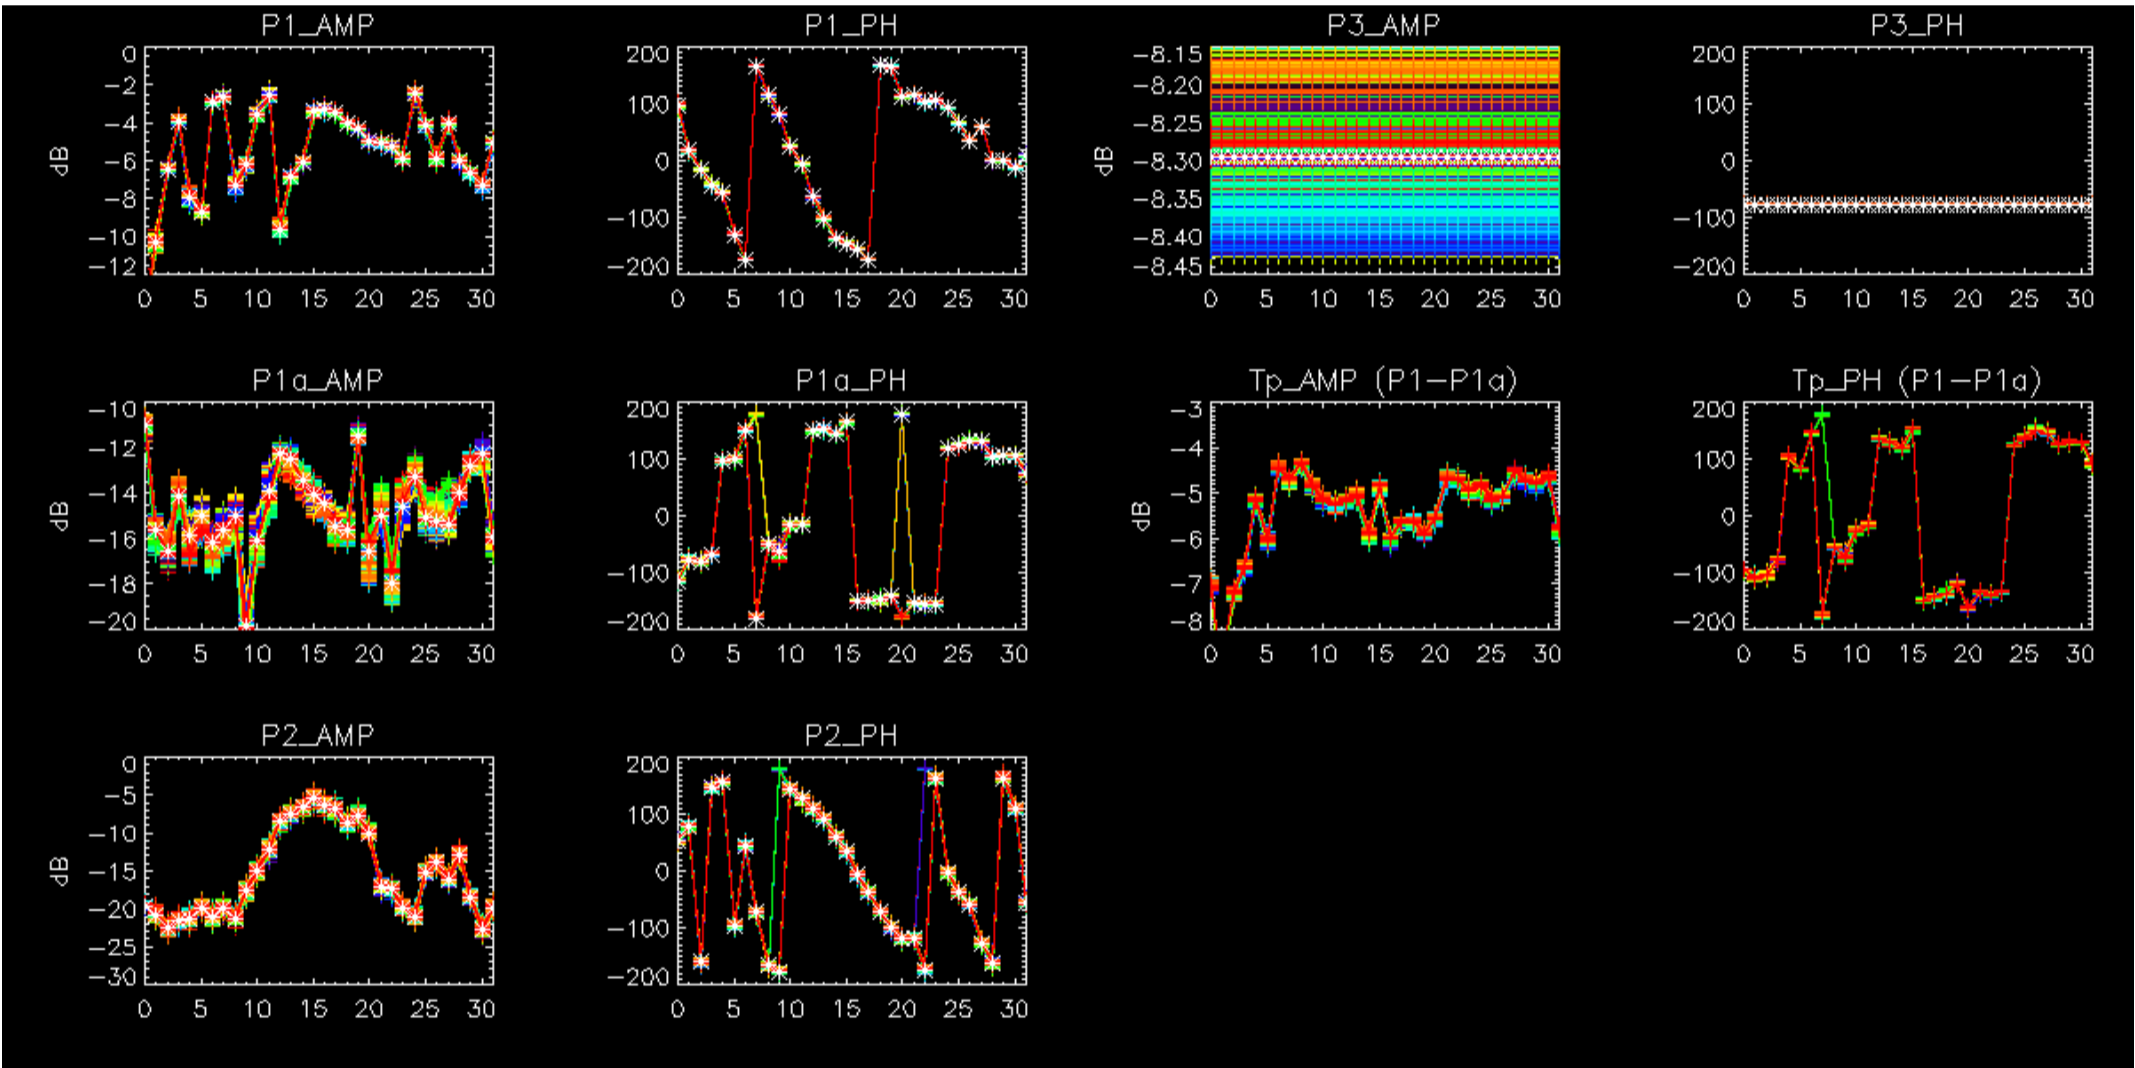 P1_AMP
P1_PH
P3_AMP
P3_PH
dB
0
-2
-4
-6
-8
-10
-12
0 5 10 15 20 25 30
200
100
0
-100
-200
0 5 10 15 20 25 30
dB
-8.15
-8.20
-8.25
-8.30
-8.35
-8.40
-8.45
0 5 10 15 20 25 30
200
100
0
-100
-200
0 5 10 15 20 25 30
P1a_AMP
P1a_PH
Tp_AMP (P1-P1a)
Tp_PH (P1-P1a)
dB
-10
-12
-14
-16
-18
-20
0 5 10 15 20 25 30
200
100
0
-100
-200
0 5 10 15 20 25 30
dB
-3
-4
-5
-6
-7
-8
0 5 10 15 20 25 30
200
100
0
-100
-200
0 5 10 15 20 25 30
P2_AMP
P2_PH
dB
0
-5
-10
-15
-20
-25
-30
0 5 10 15 20 25 30
200
100
0
-100
-200
0 5 10 15 20 25 30